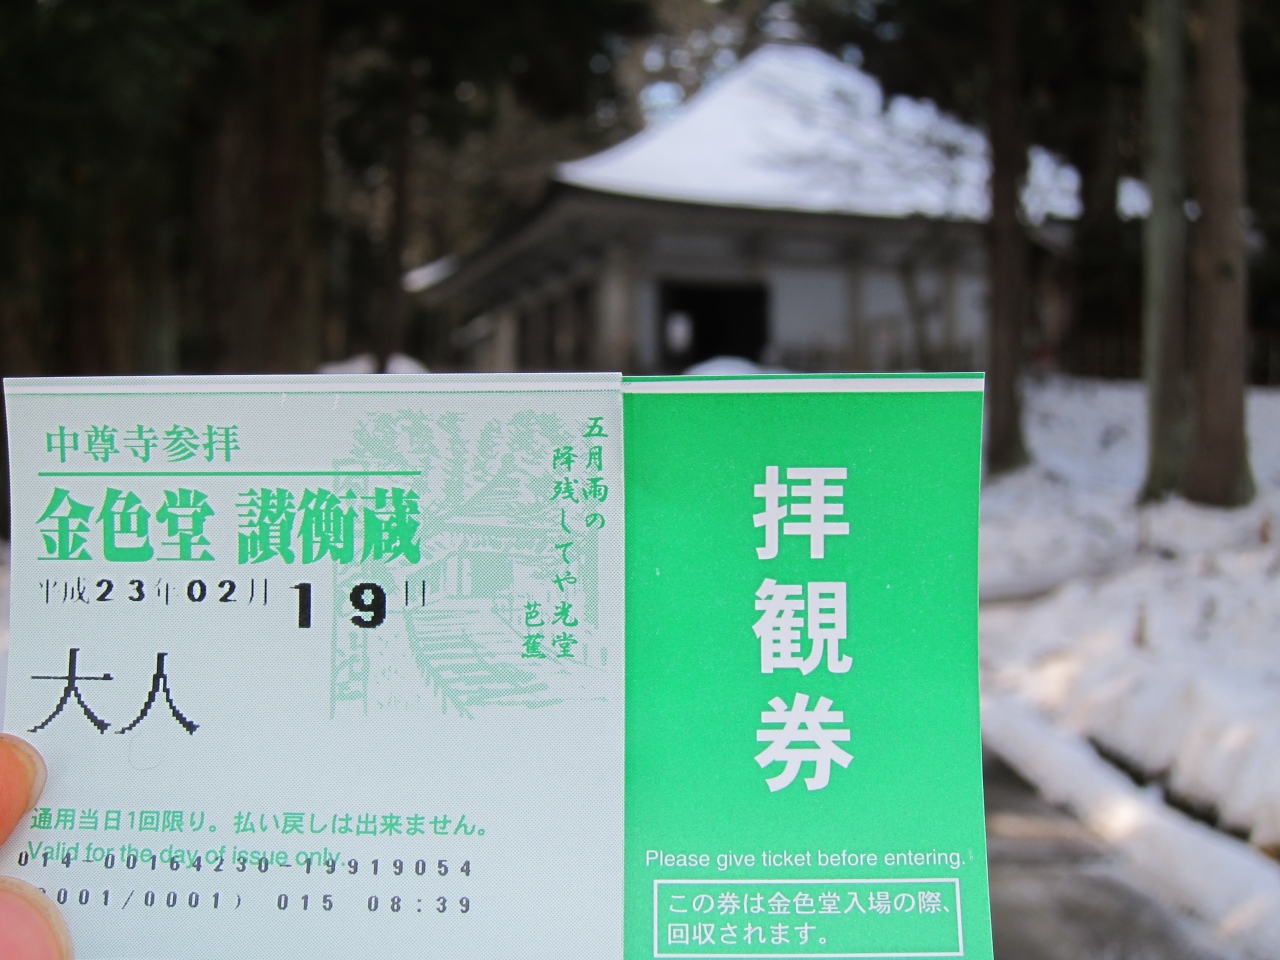 中尊寺参拝
金色堂 讃衡蔵
平成23年02月19日
大人
五月雨の
降残してや光堂
芭蕉
通用当日1回限り。払い戻しは出来ません。
Valid for the day of issue only.
014-00164230-19919054
001/0001) 015 08:39
拝観券
Please give ticket before entering.
この券は金色堂入場の際、
回収されます。